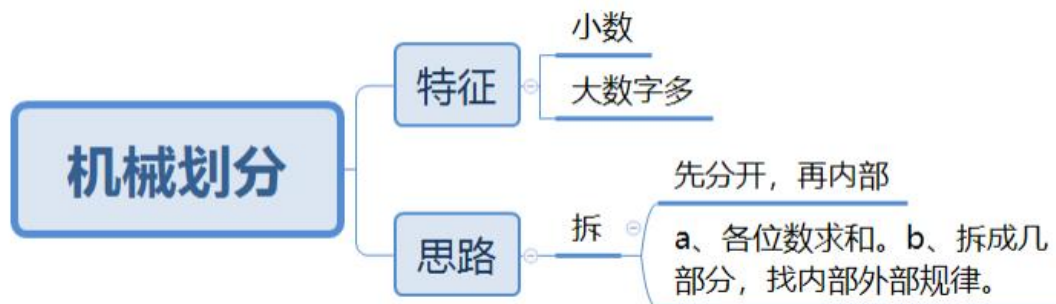 机械划分
特征
小数
大数字多
思路
拆
先分开，再内部
a、各位数求和。b、拆成几
部分，找内部外部规律。